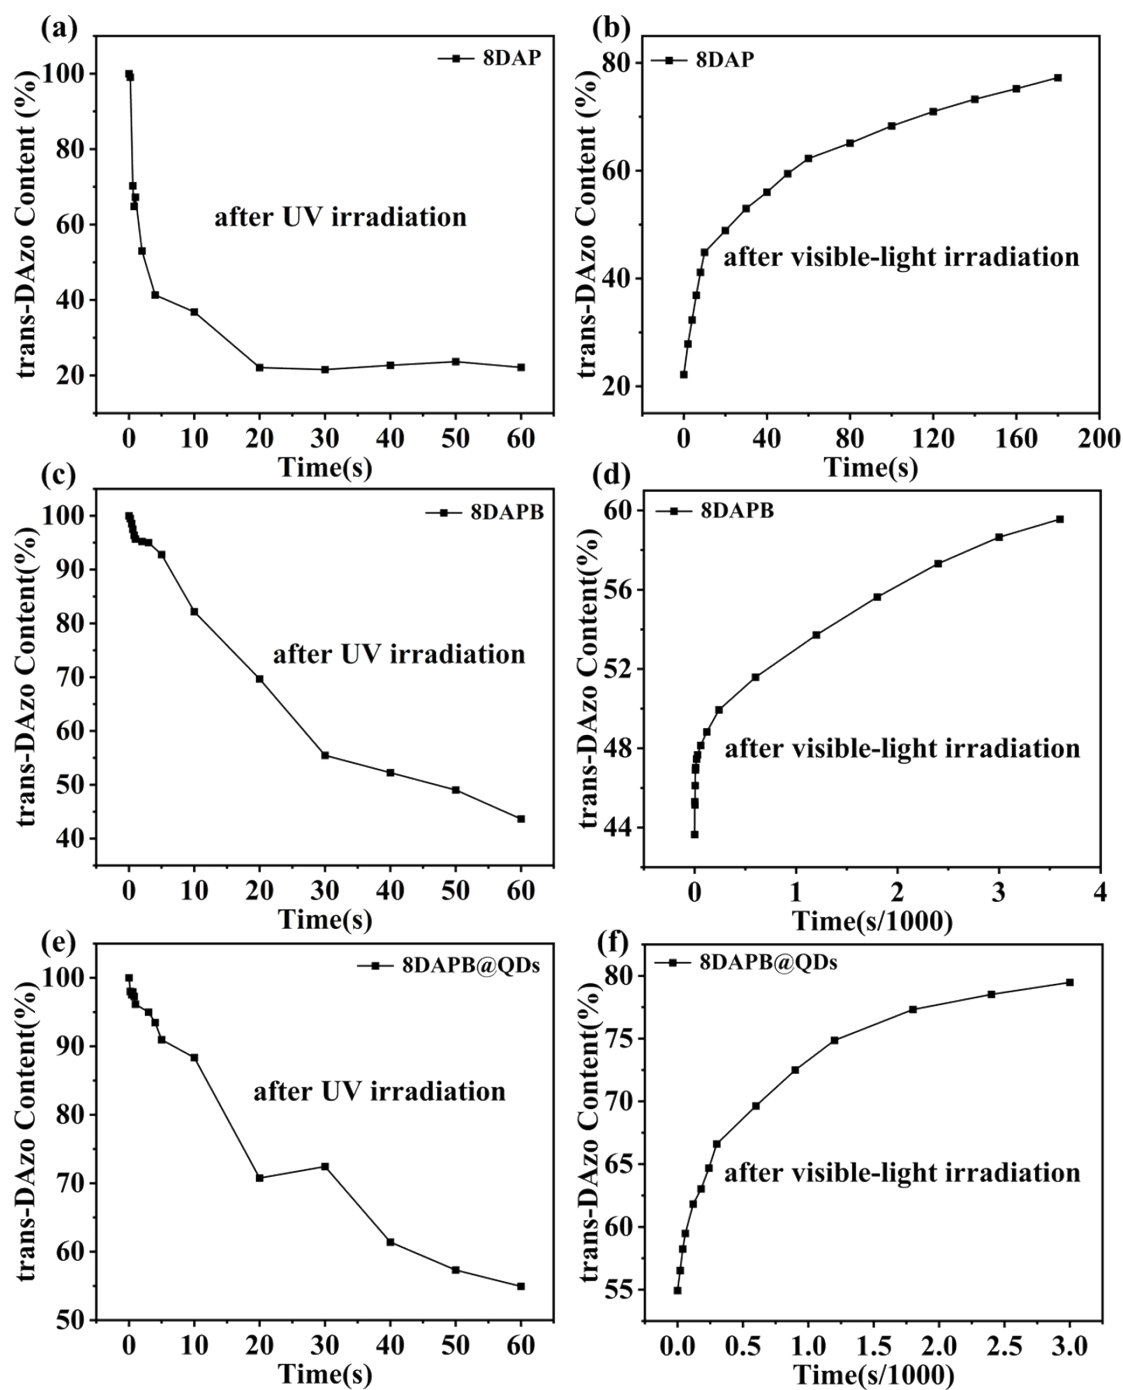 (a)
8DAP
after UV irradiation
trans-DAzo Content (%)
100
80
60
40
20
0 10 20 30 40 50 60
Time(s)
(b)
8DAP
after visible-light irradiation
trans-DAzo Content (%)
80
60
40
20
0 40 80 120 160 200
Time(s)
(c)
8DAPB
after UV irradiation
trans-DAzo Content(%)
100
90
80
70
60
50
40
0 10 20 30 40 50 60
Time(s)
(d)
8DAPB
after visible-light irradiation
trans-DAzo Content(%)
60
56
52
48
44
0 1 2 3 4
Time(s/1000)
(e)
8DAPB@QDs
after UV irradiation
trans-DAzo Content(%)
100
90
80
70
60
50
0 10 20 30 40 50 60
Time(s)
(f)
8DAPB@QDs
after visible-light irradiation
trans-DAzo Content(%)
80
75
70
65
60
55
0.0 0.5 1.0 1.5 2.0 2.5 3.0
Time(s/1000)